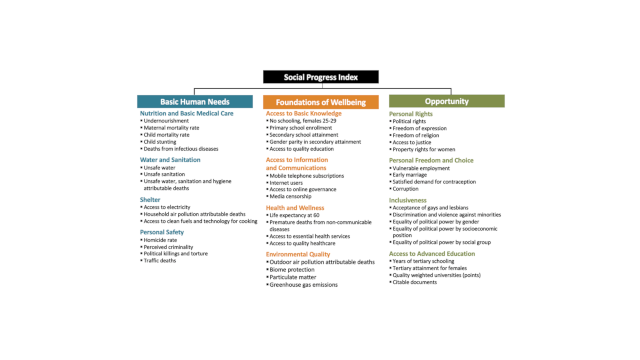 Social Progress Index
Basic Human Needs
Nutrition and Basic Medical Care
▪ Undernourishment
▪ Maternal mortality rate
▪ Child mortality rate
▪ Child stunting
▪ Deaths from infectious diseases
Water and Sanitation
▪ Unsafe water
▪ Unsafe sanitation
▪ Unsafe water, sanitation and hygiene
attributable deaths
Shelter
▪ Access to electricity
▪ Household air pollution attributable deaths
▪ Access to clean fuels and technology for cooking
Personal Safety
▪ Homicide rate
▪ Perceived criminality
▪ Political killings and torture
▪ Traffic deaths
Foundations of Wellbeing
Access to Basic Knowledge
▪ No schooling, females 25-29
▪ Primary school enrollment
▪ Secondary school attainment
▪ Gender parity in secondary attainment
▪ Access to quality education
Access to Information
and Communications
▪ Mobile telephone subscriptions
▪ Internet users
▪ Access to online governance
▪ Media censorship
Health and Wellness
▪ Life expectancy at 60
▪ Premature deaths from non-communicable
diseases
▪ Access to essential health services
▪ Access to quality healthcare
Environmental Quality
▪ Outdoor air pollution attributable deaths
▪ Biome protection
▪ Particulate matter
▪ Greenhouse gas emissions
Opportunity
Personal Rights
▪ Political rights
▪ Freedom of expression
▪ Freedom of religion
▪ Access to justice
▪ Property rights for women
Personal Freedom and Choice
▪ Vulnerable employment
▪ Early marriage
▪ Satisfied demand for contraception
▪ Corruption
Inclusiveness
▪ Acceptance of gays and lesbians
▪ Discrimination and violence against minorities
▪ Equality of political power by gender
▪ Equality of political power by socioeconomic
position
▪ Equality of political power by social group
Access to Advanced Education
▪ Years of tertiary schooling
▪ Tertiary attainment for females
▪ Quality weighted universities (points)
▪ Citable documents